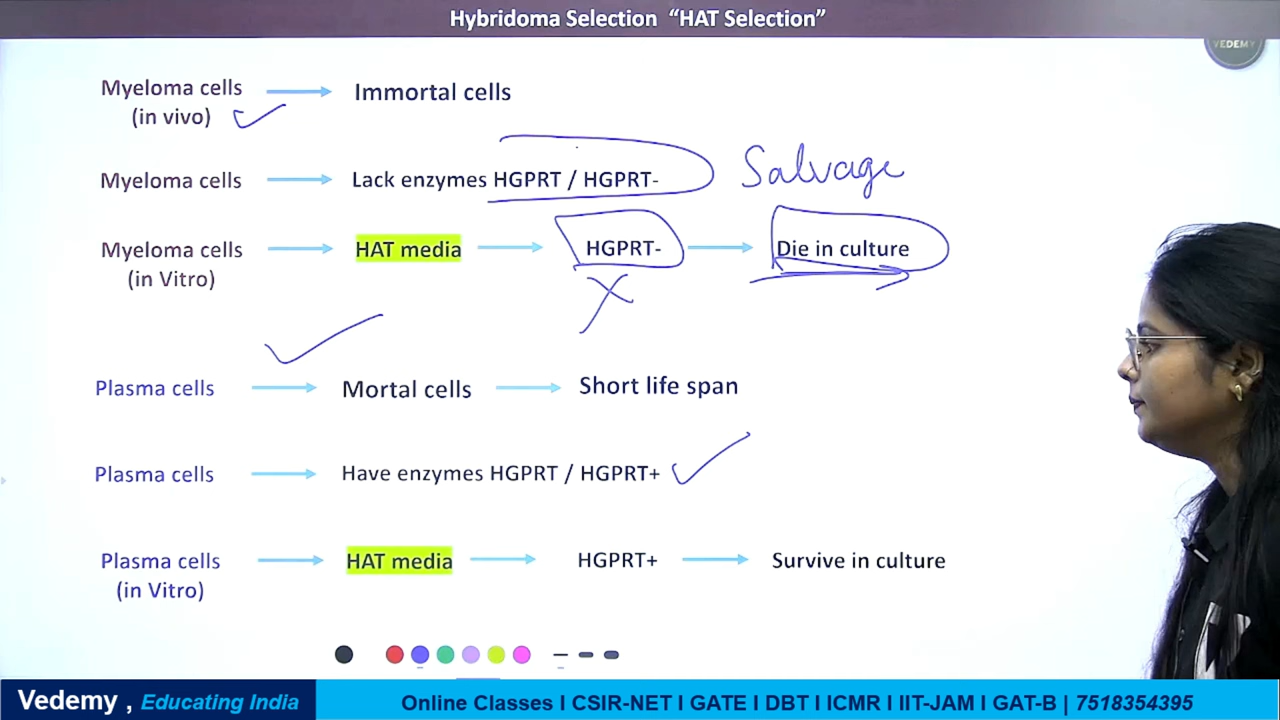 Hybridoma Selection “HAT Selection”
VEDEMY
Myeloma cells
(in vivo)
Immortal cells
Myeloma cells
Lack enzymes HGPRT / HGPRT-
Salvage
Myeloma cells
(in Vitro)
HAT media
HGPRT-
Die in culture
Plasma cells
Mortal cells
Short life span
Plasma cells
Have enzymes HGPRT / HGPRT+
Plasma cells
(in Vitro)
HAT media
HGPRT+
Survive in culture
Vedemy , Educating India
Online Classes I CSIR-NET I GATE I DBT I ICMR I IIT-JAM I GAT-B | 7518354395